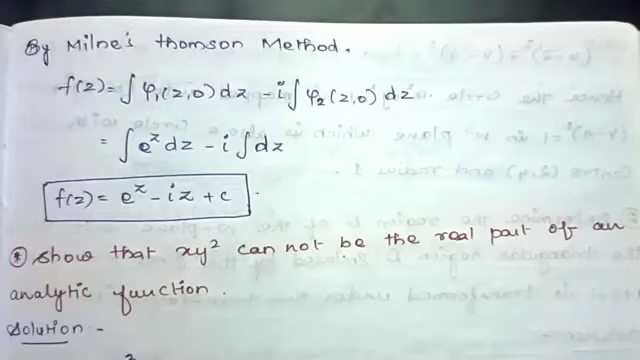 By Milne's thomson Method.
f(z) = ∫ φ₁(z,0) dz - i ∫ φ₂(z,0) dz.
= ∫ e^z dz - i ∫ dz
f(z) = e^z - iz + c
* show that xy² can not be the real part of an
analytic function.
Solution -